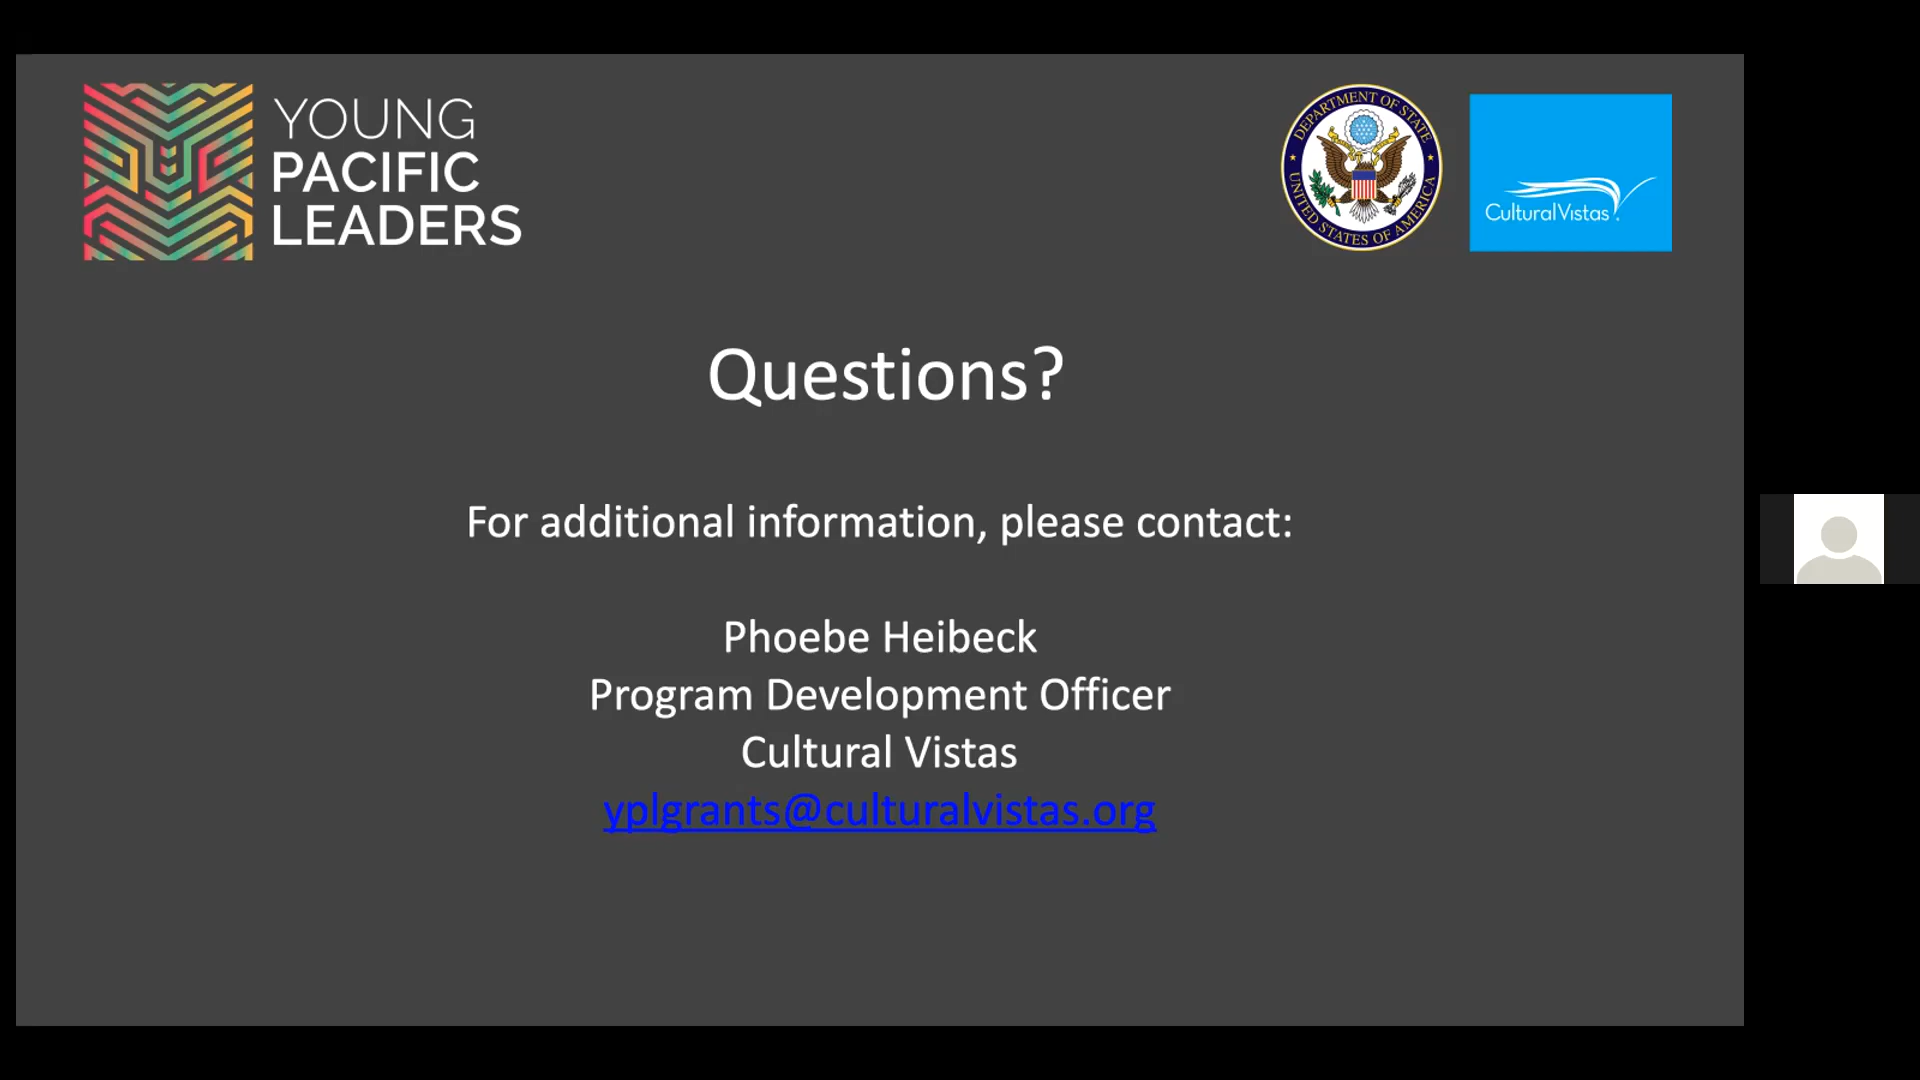 YOUNG
PACIFIC
LEADERS
DEPARTMENT OF STATE
UNITED STATES OF AMERICA
CulturalVistas
Questions?
For additional information, please contact:
Phoebe Heibeck
Program Development Officer
Cultural Vistas
yplgrants@culturalvistas.org